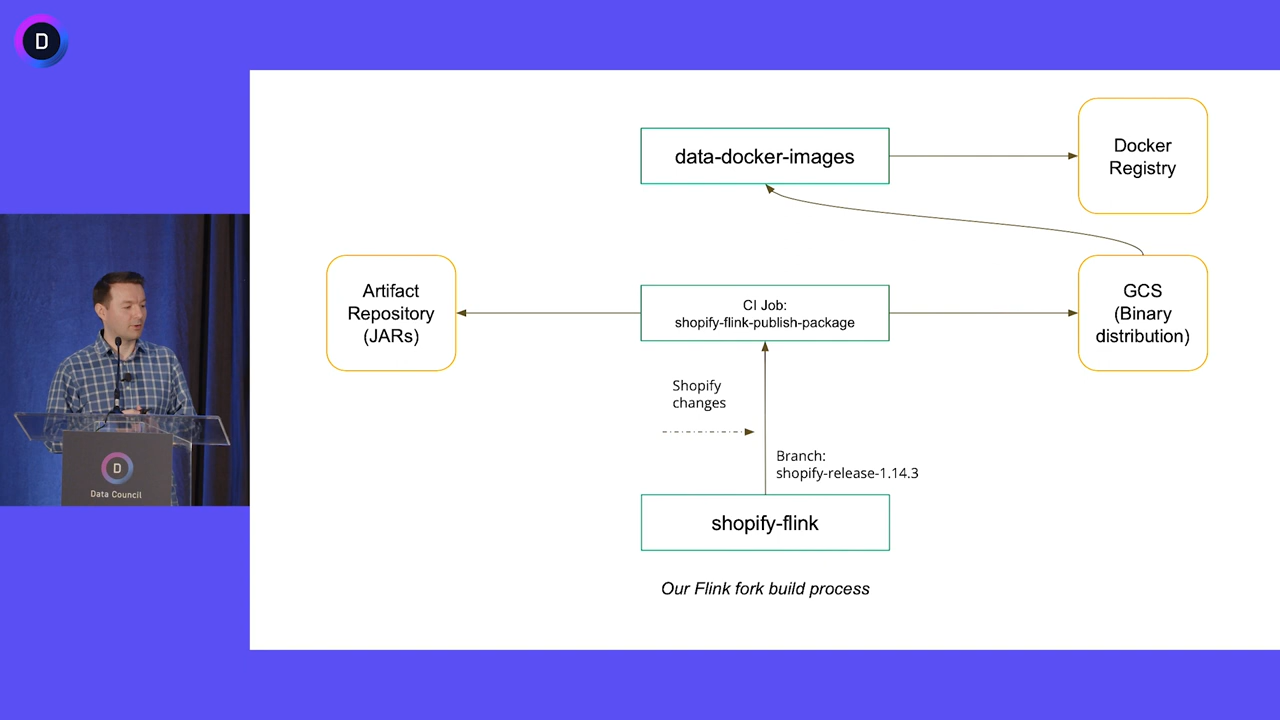 D
data-docker-images
Docker
Registry
Artifact
Repository
(JARs)
CI Job:
shopify-flink-publish-package
GCS
(Binary
distribution)
Shopify
changes
Branch:
shopify-release-1.14.3
shopify-flink
Our Flink fork build process
D
Data Council